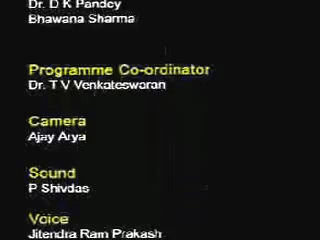 Dr. D K Pandey
Bhawana Sharma
Programme Co-ordinator
Dr. T V Venkateswaran
Camera
Ajay Arya
Sound
P Shivdas
Voice
Jitendra Ram Prakash